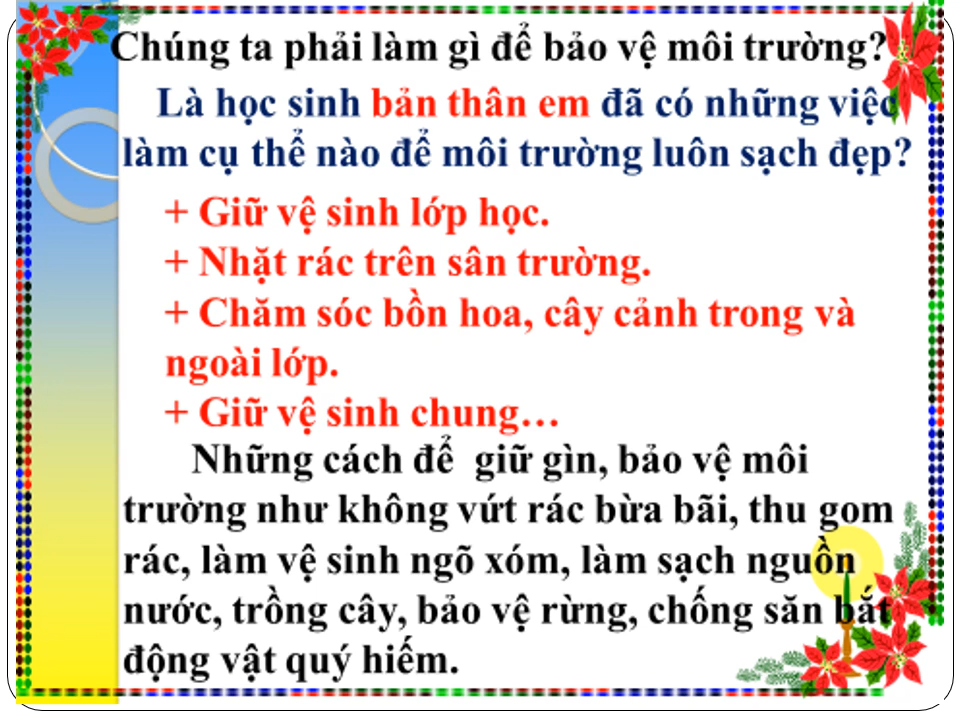 Chúng ta phải làm gì để bảo vệ môi trường?
Là học sinh bản thân em đã có những việc
làm cụ thể nào để môi trường luôn sạch đẹp?
+ Giữ vệ sinh lớp học.
+ Nhặt rác trên sân trường.
+ Chăm sóc bồn hoa, cây cảnh trong và
ngoài lớp.
+ Giữ vệ sinh chung…
Những cách để giữ gìn, bảo vệ môi
trường như không vứt rác bừa bãi, thu gom
rác, làm vệ sinh ngõ xóm, làm sạch nguồn
nước, trồng cây, bảo vệ rừng, chống săn bắt
động vật quý hiếm.